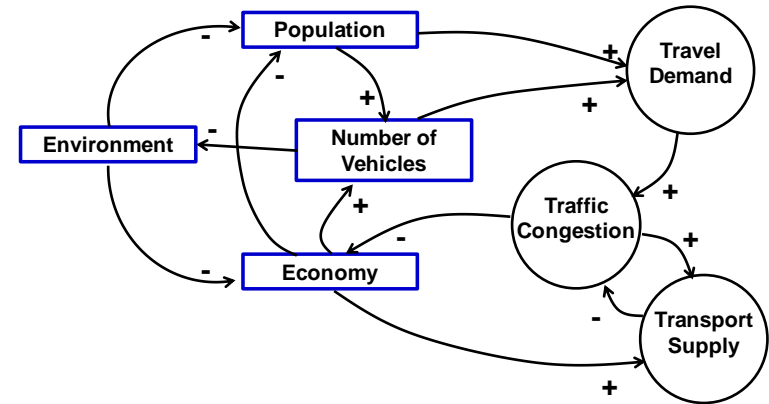 Population
Travel
Demand
-
-
+
+
+
Environment
-
Number of
Vehicles
+
+
Traffic
Congestion
-
+
-
Economy
-
Transport
Supply
+